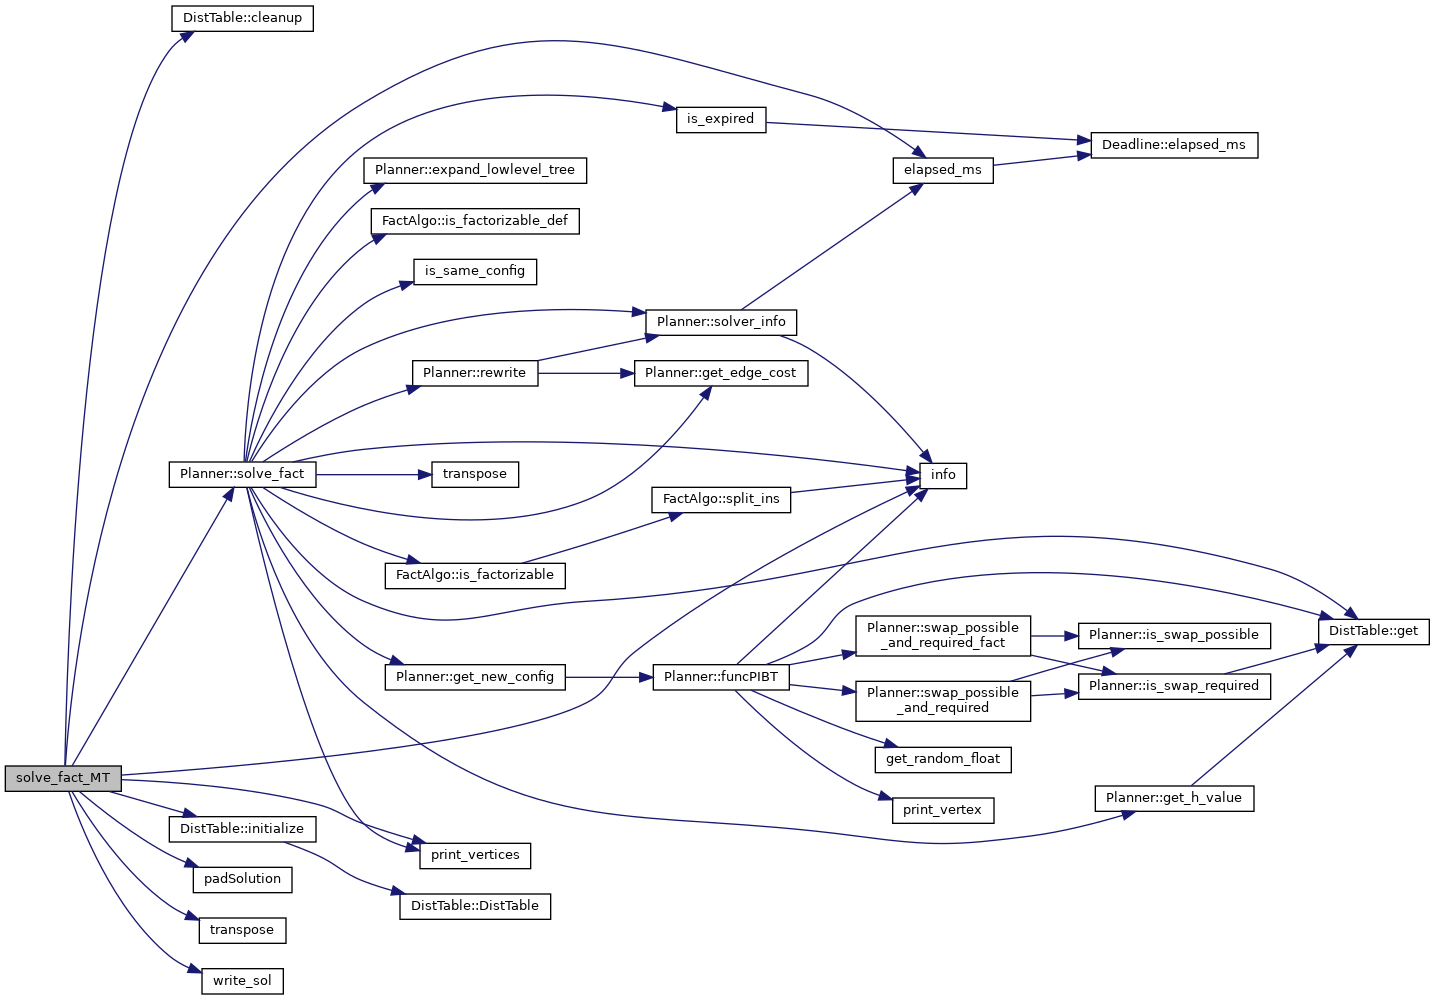 DistTable::cleanup
is_expired
Deadline::elapsed_ms
Planner::expand_lowlevel_tree
elapsed_ms
FactAlgo::is_factorizable_def
is_same_config
Planner::solver_info
Planner::rewrite
Planner::get_edge_cost
Planner::solve_fact
transpose
info
FactAlgo::split_ins
FactAlgo::is_factorizable
Planner::swap_possible
_and_required_fact
Planner::is_swap_possible
DistTable::get
Planner::get_new_config
Planner::funcPIBT
Planner::is_swap_required
Planner::swap_possible
_and_required
get_random_float
solve_fact_MT
Planner::get_h_value
print_vertex
DistTable::initialize
print_vertices
padSolution
DistTable::DistTable
transpose
write_sol